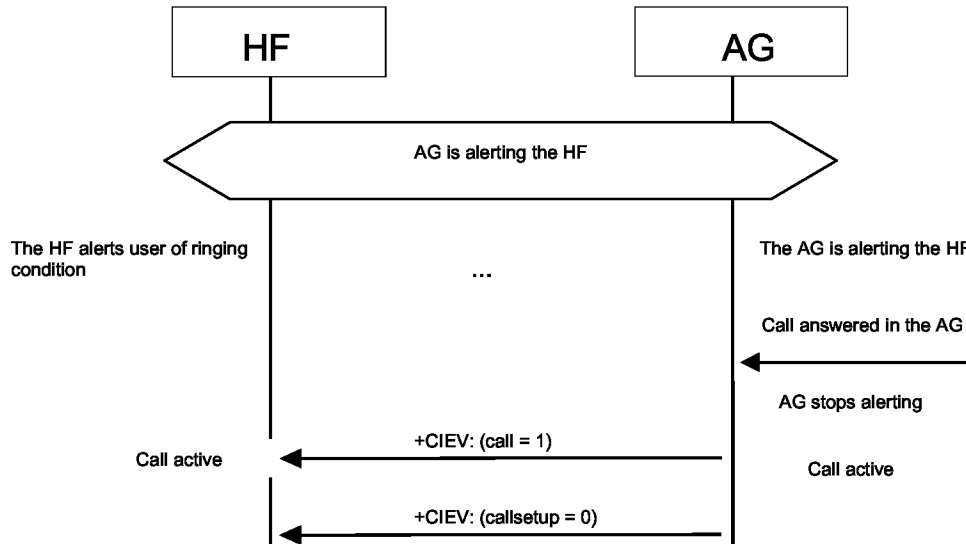 HF
AG
AG is alerting the HF
The HF alerts user of ringing
condition
...
The AG is alerting the HF
Call answered in the AG
AG stops alerting
+CIEV: (call = 1)
Call active
Call active
+CIEV: (callsetup = 0)